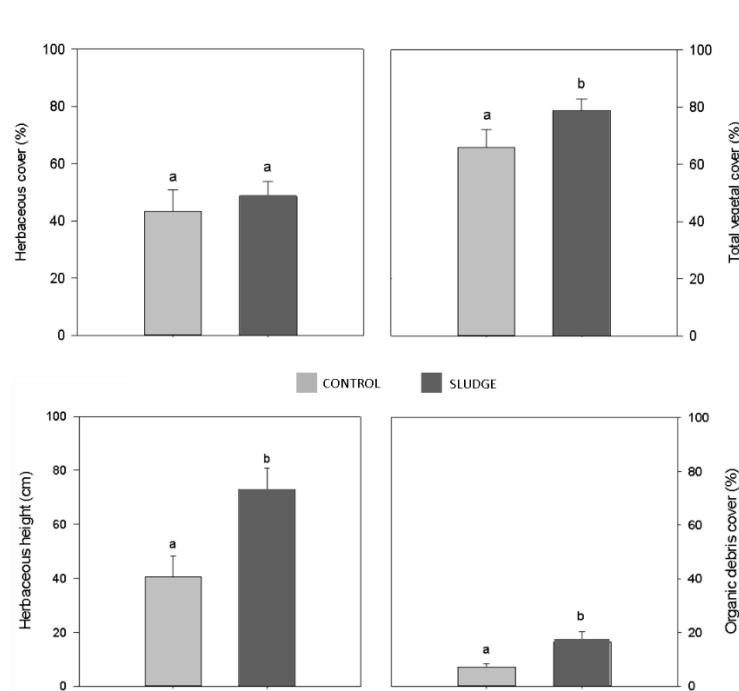 Herbaceous cover (%)
100
80
60
40
20
0
a
a
Total vegetal cover (%)
100
80
60
40
20
0
a
b
CONTROL
SLUDGE
Herbaceous height (cm)
100
80
60
40
20
0
a
b
Organic debris cover (%)
100
80
60
40
20
0
a
b